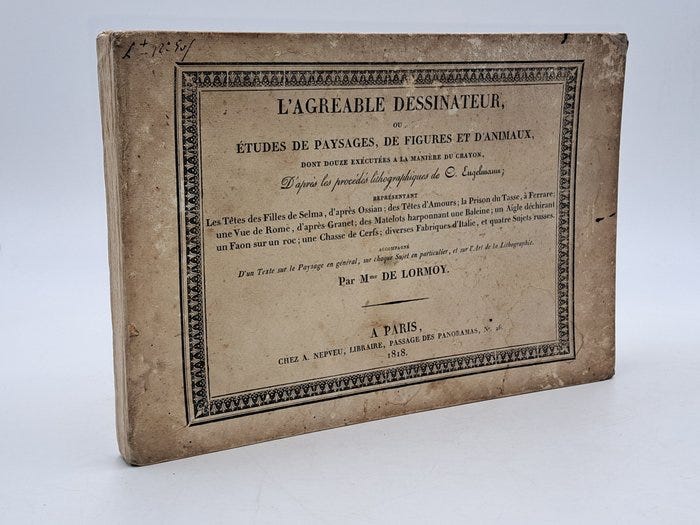 L'AGRÉABLE DESSINATEUR,
OU
ÉTUDES DE PAYSAGES, DE FIGURES ET D'ANIMAUX,
DONT DOUZE EXÉCUTÉES A LA MANIÈRE DU CRAYON,
D'après les procédés lithographiques de G. Engelmann;
REPRÉSENTANT
Les Têtes des Filles de Selma, d'après Ossian; des Têtes d'Amours; la Prison du Tasse, à Ferrare;
une Vue de Rome, d'après Granet; des Matelots harponnant une Baleine; un Aigle déchirant
un Faon sur un roc; une Chasse de Cerfs; diverses Fabriques d'Italie, et quatre Sujets russes.
ACCOMPAGNÉ
D'un Texte sur le Paysage en général, sur chaque Sujet en particulier, et sur l'Art de la Lithographie.
Par Mme DE LORMOY.
A PARIS,
CHEZ A. NEPVEU, LIBRAIRE, PASSAGE DES PANORAMAS, No. 26.
1818.